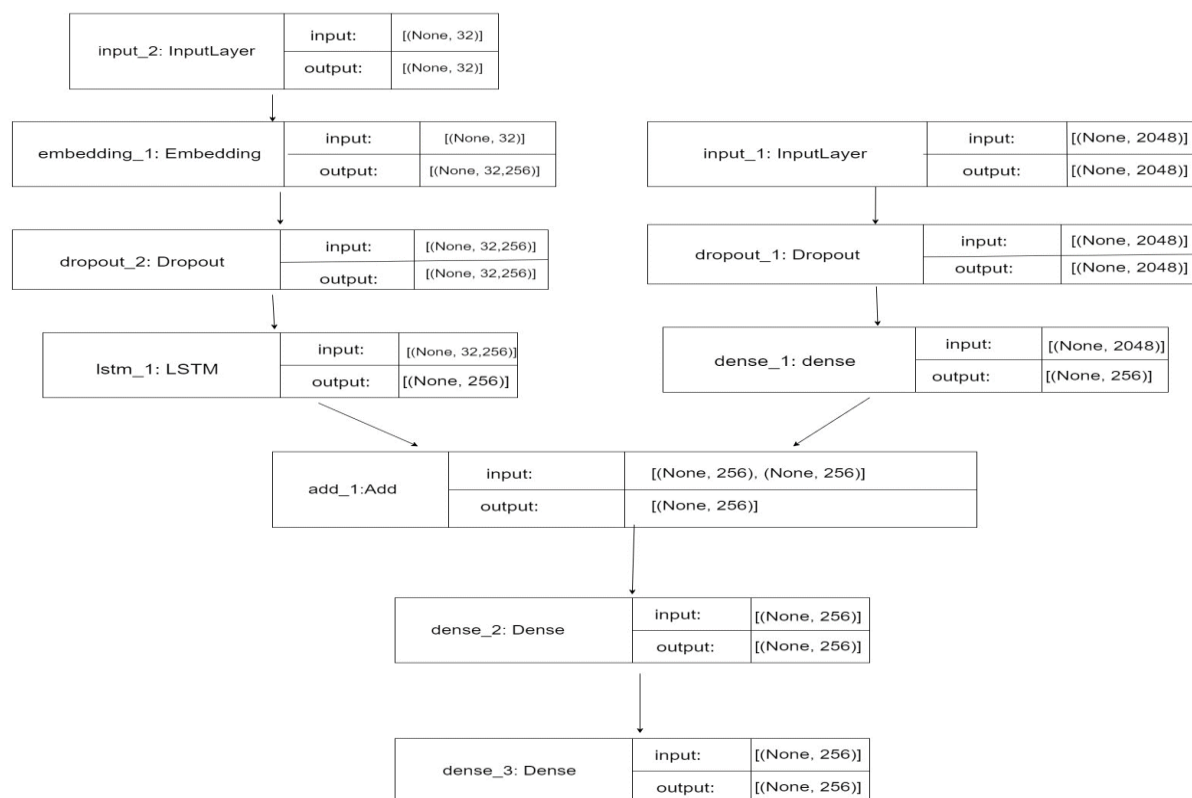 input_2: InputLayer
input: [(None, 32)]
output: [(None, 32)]
embedding_1: Embedding
input: [(None, 32)]
output: [(None, 32,256)]
dropout_2: Dropout
input: [(None, 32,256)]
output: [(None, 32,256)]
lstm_1: LSTM
input: [(None, 32,256)]
output: [(None, 256)]
input_1: InputLayer
input: [(None, 2048)]
output: [(None, 2048)]
dropout_1: Dropout
input: [(None, 2048)]
output: [(None, 2048)]
dense_1: dense
input: [(None, 2048)]
output: [(None, 256)]
add_1:Add
input: [(None, 256), (None, 256)]
output: [(None, 256)]
dense_2: Dense
input: [(None, 256)]
output: [(None, 256)]
dense_3: Dense
input: [(None, 256)]
output: [(None, 256)]